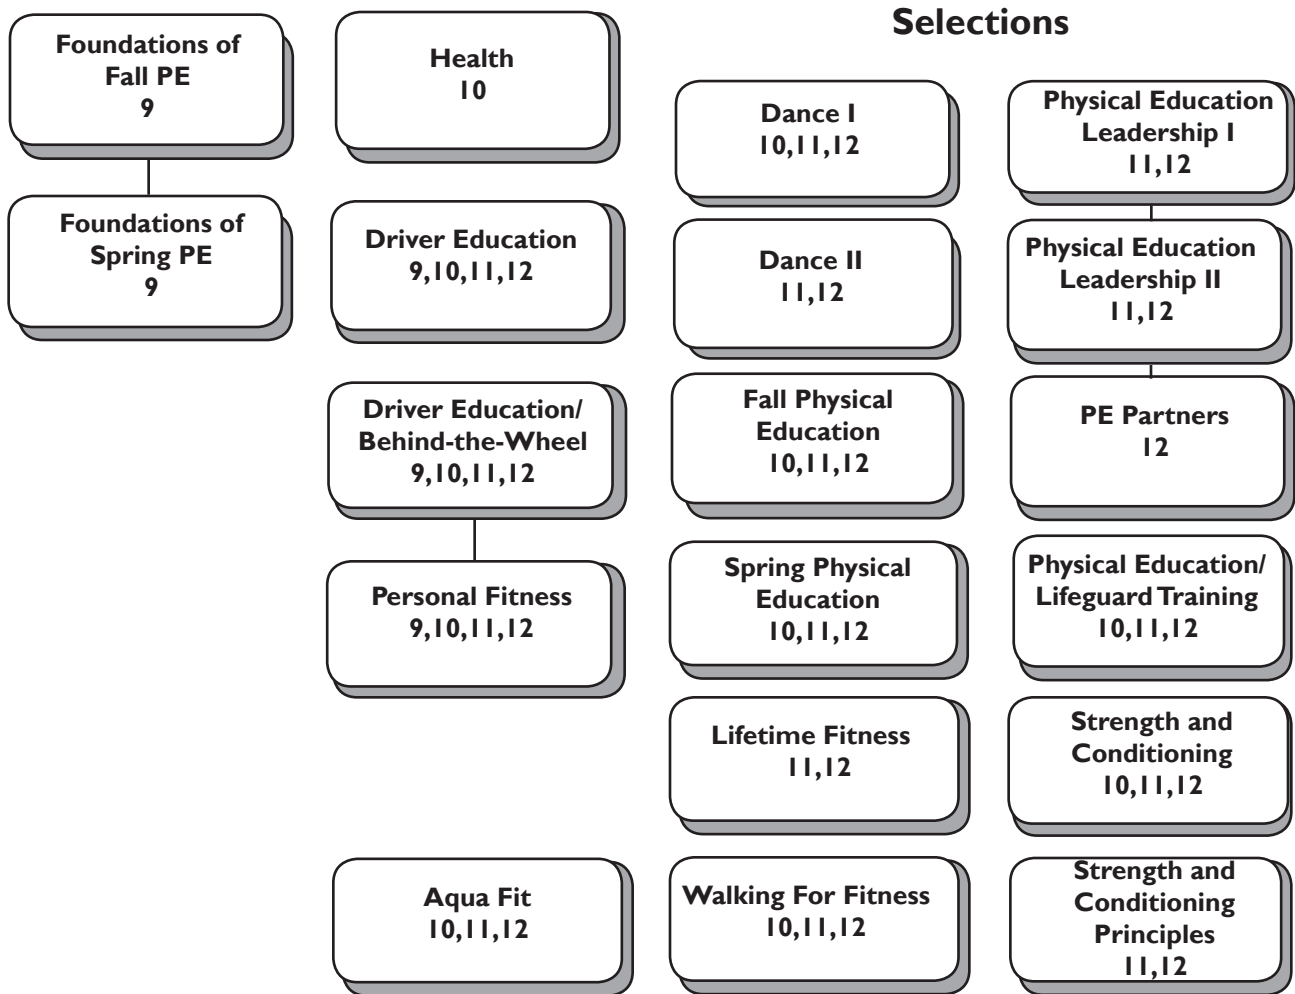 Selections
Foundations of
Fall PE
9
Foundations of
Spring PE
9
Health
10
Driver Education
9,10,11,12
Driver Education/
Behind-the-Wheel
9,10,11,12
Personal Fitness
9,10,11,12
Aqua Fit
10,11,12
Dance I
10,11,12
Dance II
11,12
Fall Physical
Education
10,11,12
Spring Physical
Education
10,11,12
Lifetime Fitness
11,12
Walking For Fitness
10,11,12
Physical Education
Leadership I
11,12
Physical Education
Leadership II
11,12
PE Partners
12
Physical Education/
Lifeguard Training
10,11,12
Strength and
Conditioning
10,11,12
Strength and
Conditioning
Principles
11,12